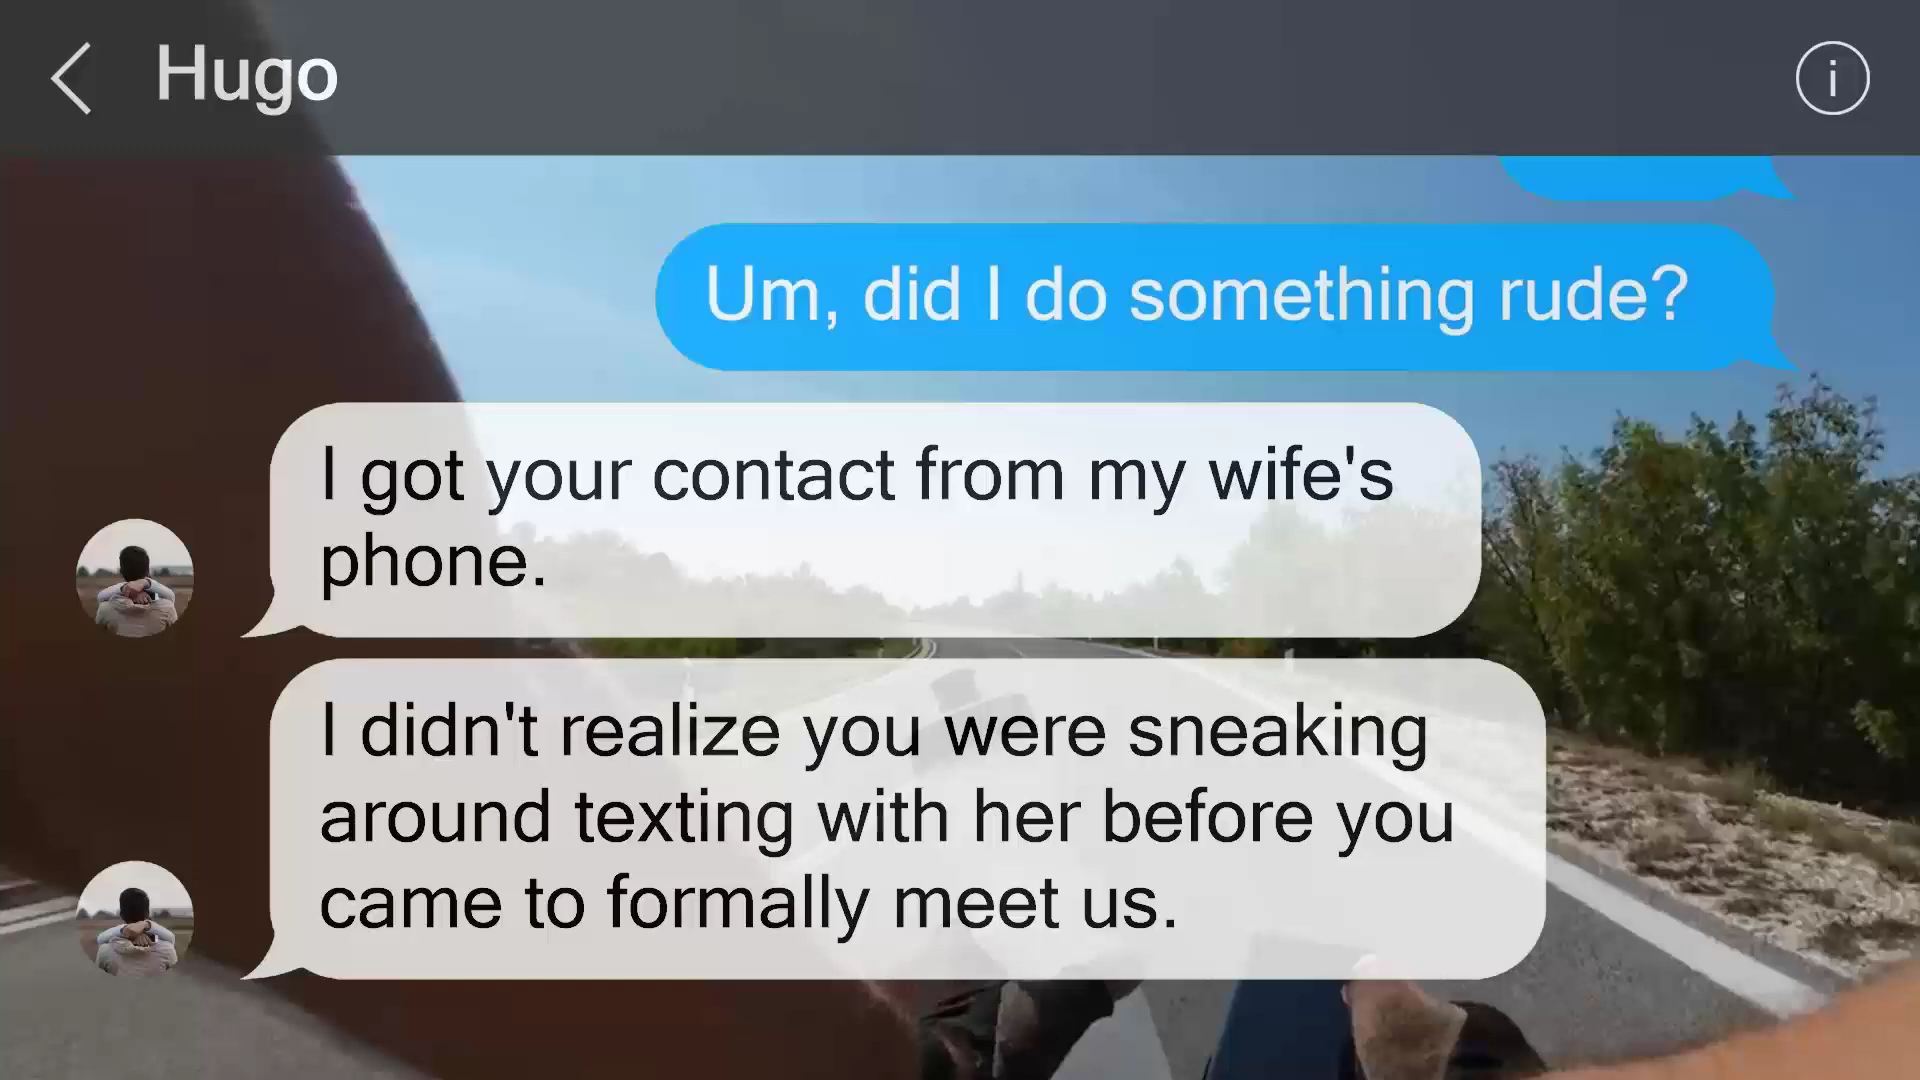 Hugo
Um, did I do something rude?
I got your contact from my wife's
phone.
I didn't realize you were sneaking
around texting with her before you
came to formally meet us.